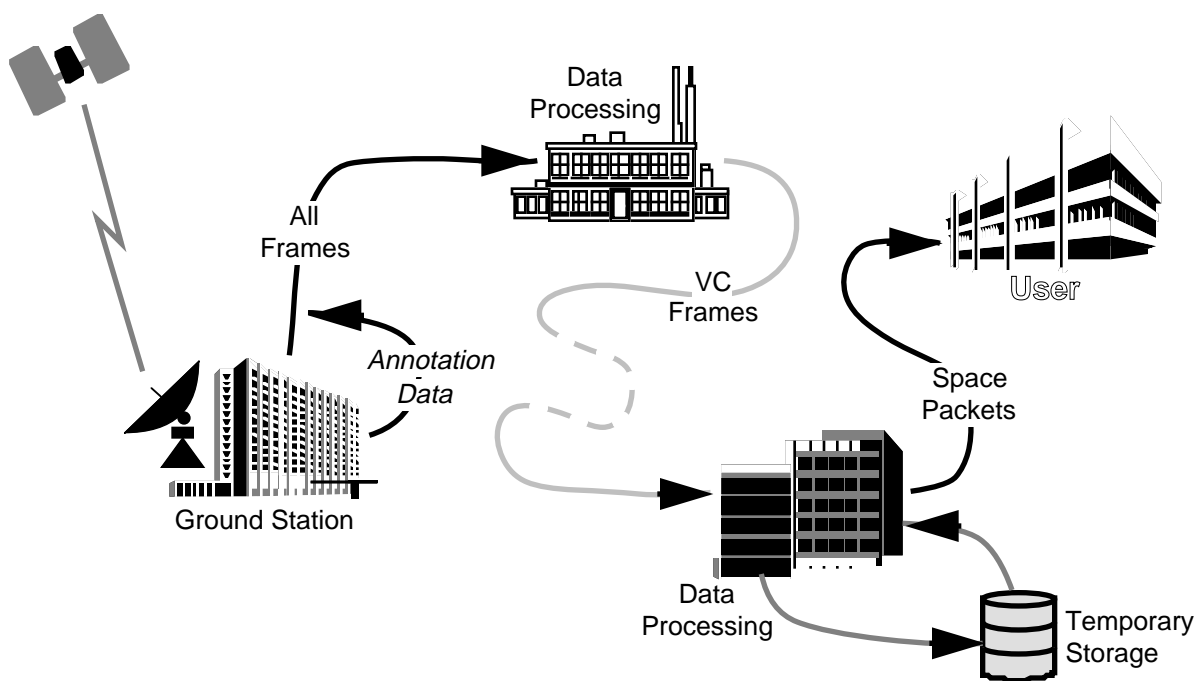 Data
Processing
All
Frames
VC
Frames
User
Annotation
Data
Space
Packets
Ground Station
Data
Processing
Temporary
Storage